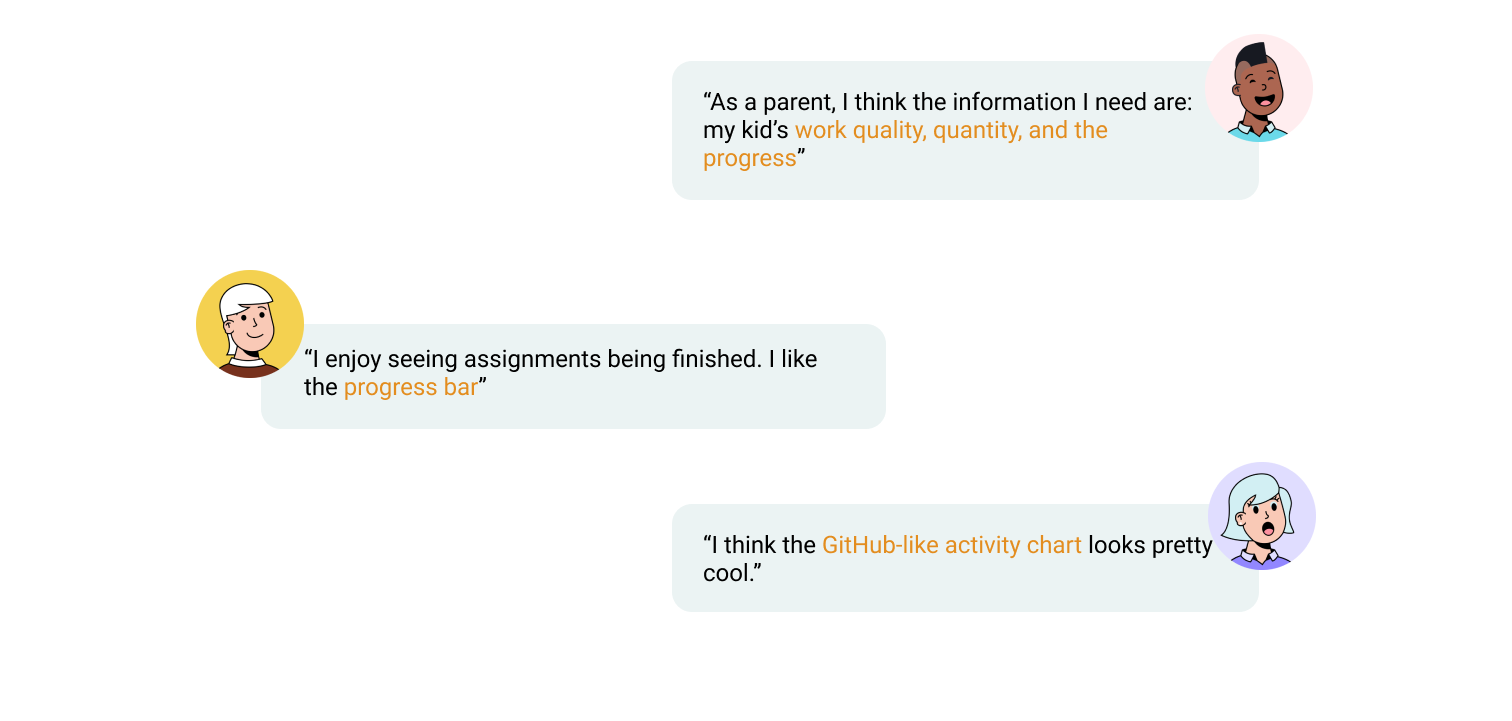 “As a parent, I think the information I need are:
my kid’s work quality, quantity, and the
progress”
“I enjoy seeing assignments being finished. I like
the progress bar”
“I think the GitHub-like activity chart looks pretty
cool.”